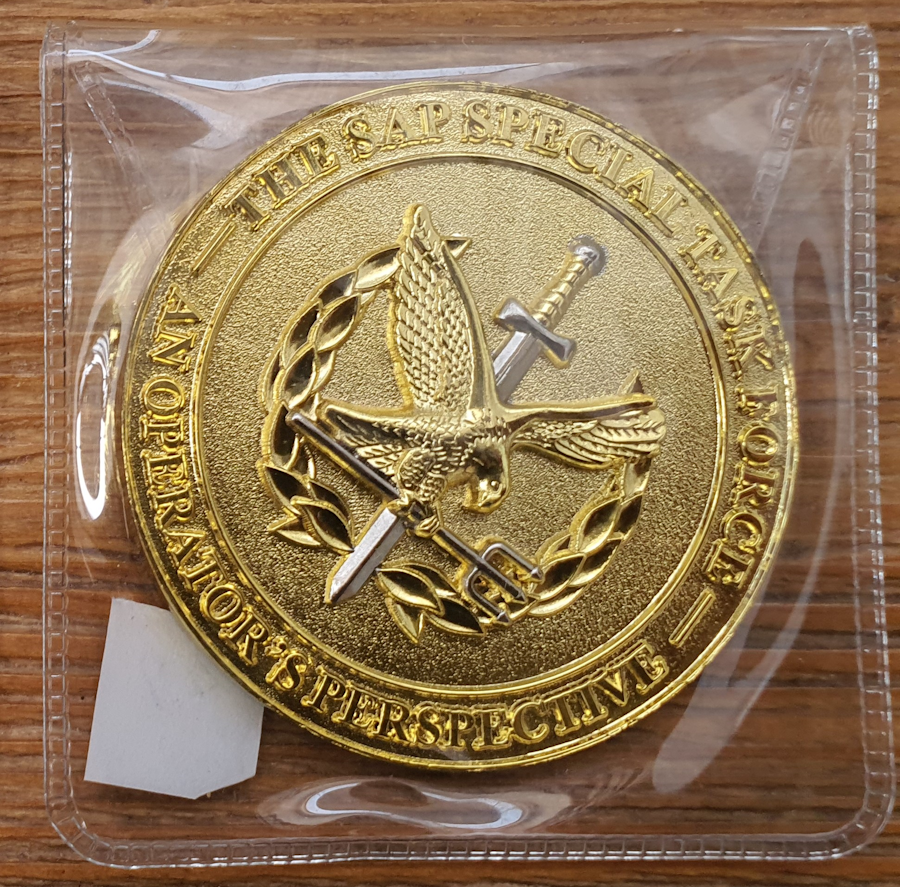 THE SAP SPECIAL TASK FORCE
AN OPERATOR'S PERSPECTIVE